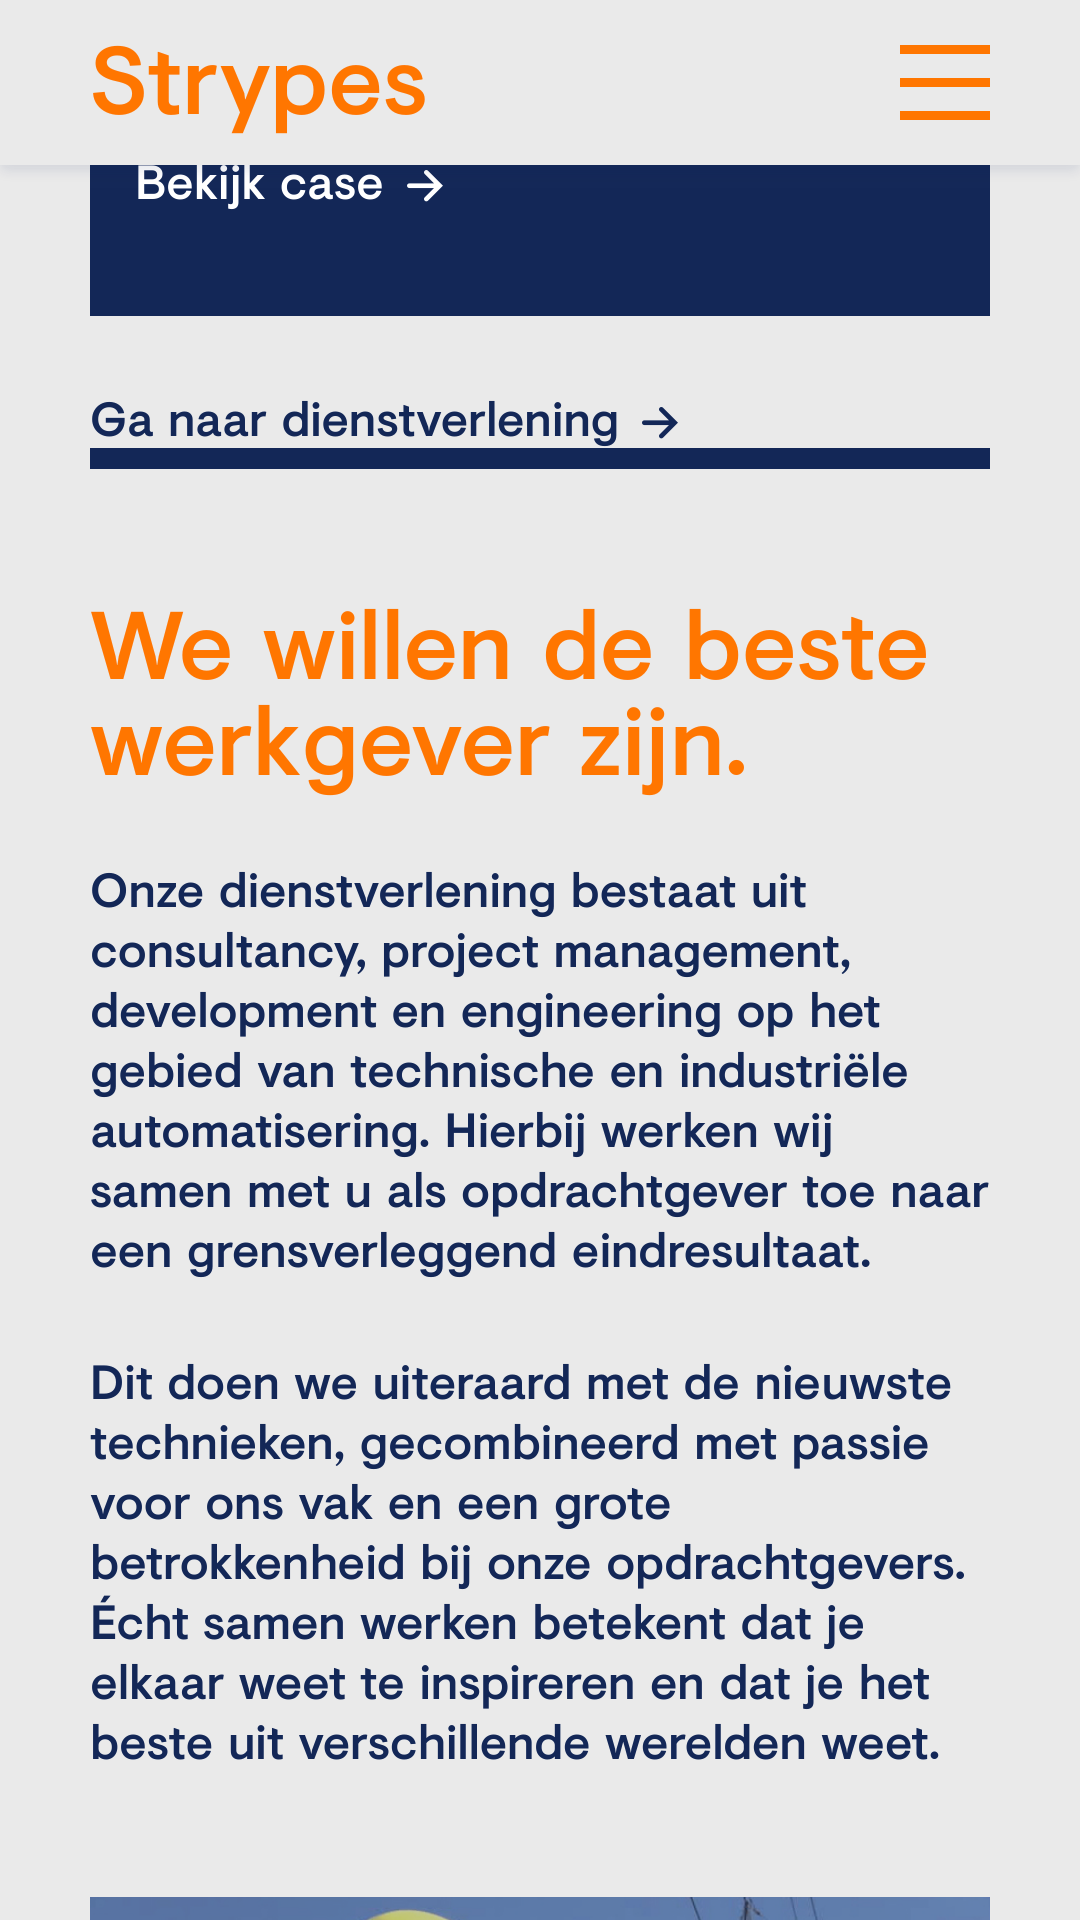 Strypes
Bekijk case →
Ga naar dienstverlening →
We willen de beste
werkgever zijn.
Onze dienstverlening bestaat uit
consultancy, project management,
development en engineering op het
gebied van technische en industriële
automatisering. Hierbij werken wij
samen met u als opdrachtgever toe naar
een grensverleggend eindresultaat.
Dit doen we uiteraard met de nieuwste
technieken, gecombineerd met passie
voor ons vak en een grote
betrokkenheid bij onze opdrachtgevers.
Écht samen werken betekent dat je
elkaar weet te inspireren en dat je het
beste uit verschillende werelden weet.